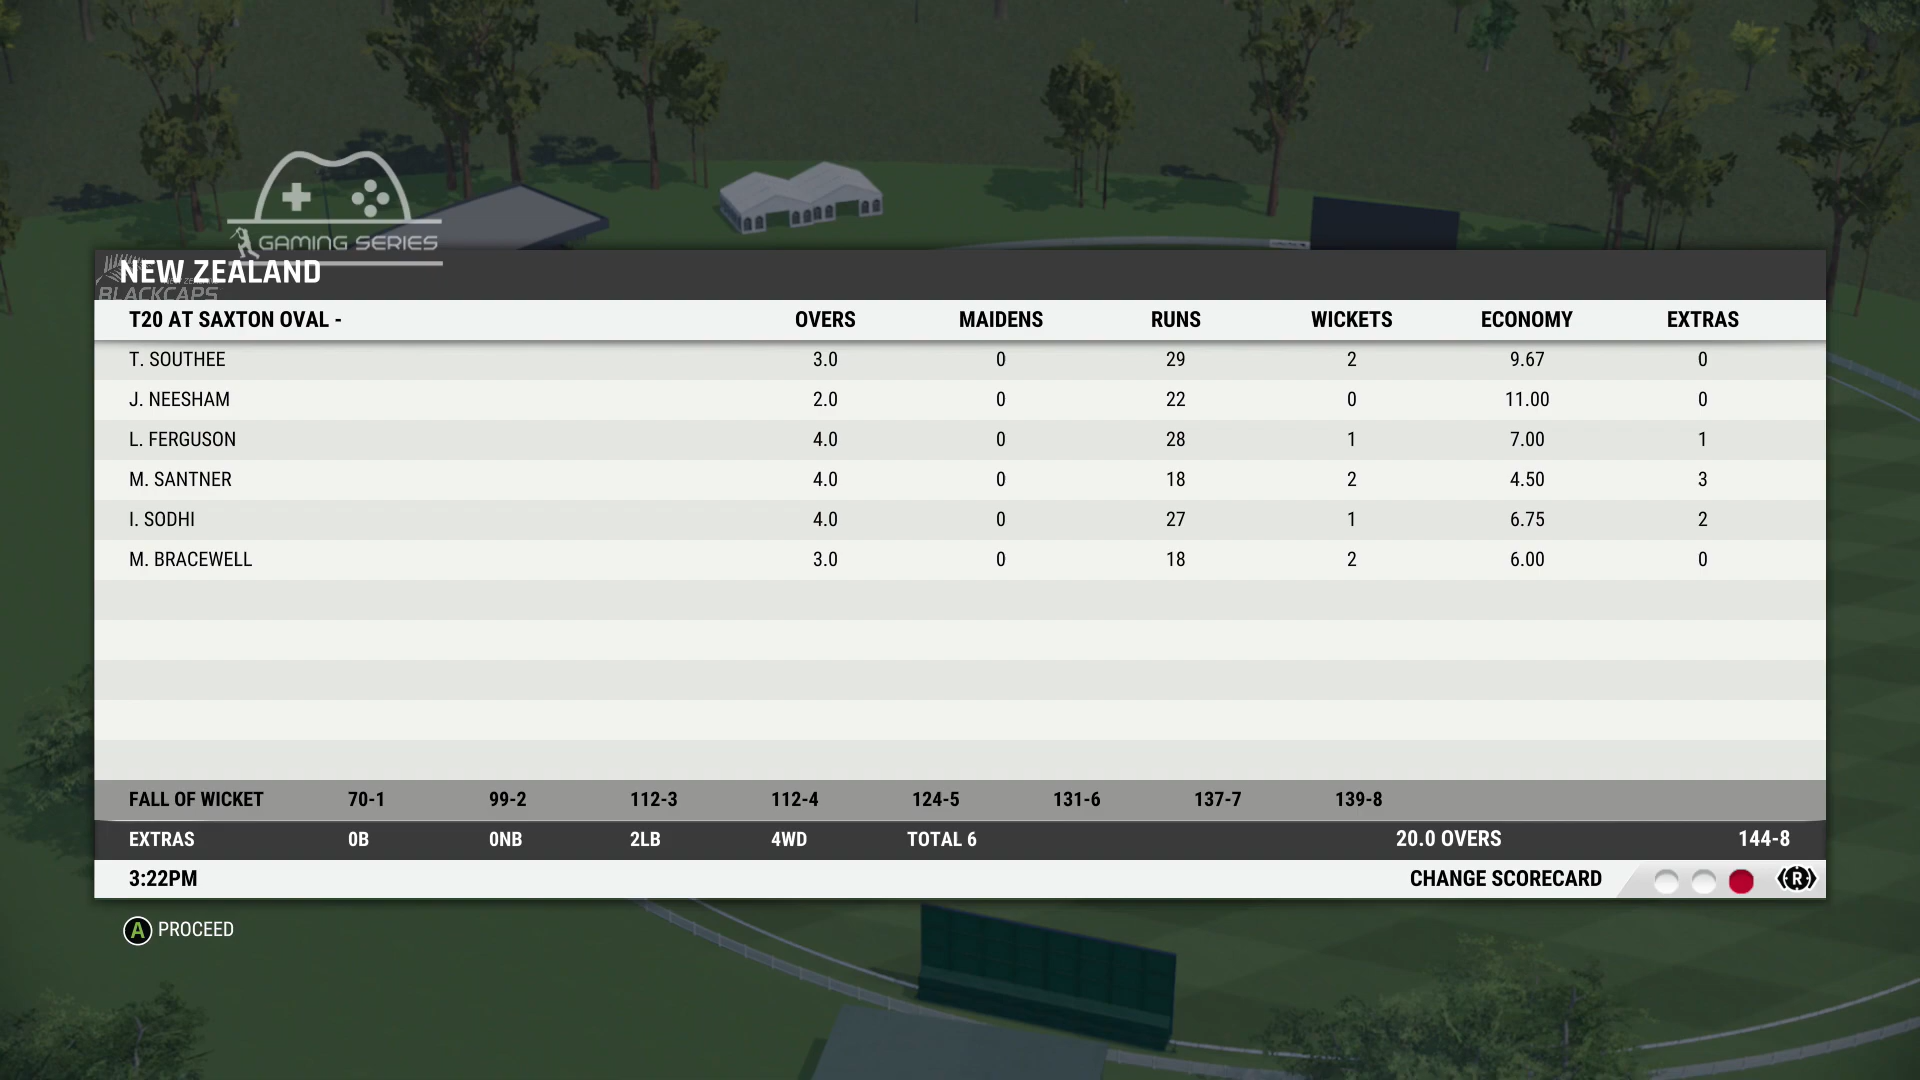 GAMING SERIES
NEW ZEALAND
BLACKCAPS
T20 AT SAXTON OVAL - OVERS MAIDENS RUNS WICKETS ECONOMY EXTRAS
T. SOUTHEE 3.0 0 29 2 9.67 0
J. NEESHAM 2.0 0 22 0 11.00 0
L. FERGUSON 4.0 0 28 1 7.00 1
M. SANTNER 4.0 0 18 2 4.50 3
I. SODHI 4.0 0 27 1 6.75 2
M. BRACEWELL 3.0 0 18 2 6.00 0
FALL OF WICKET 70-1 99-2 112-3 112-4 124-5 131-6 137-7 139-8
EXTRAS 0B 0NB 2LB 4WD TOTAL 6 20.0 OVERS 144-8
3:22PM CHANGE SCORECARD R
A PROCEED